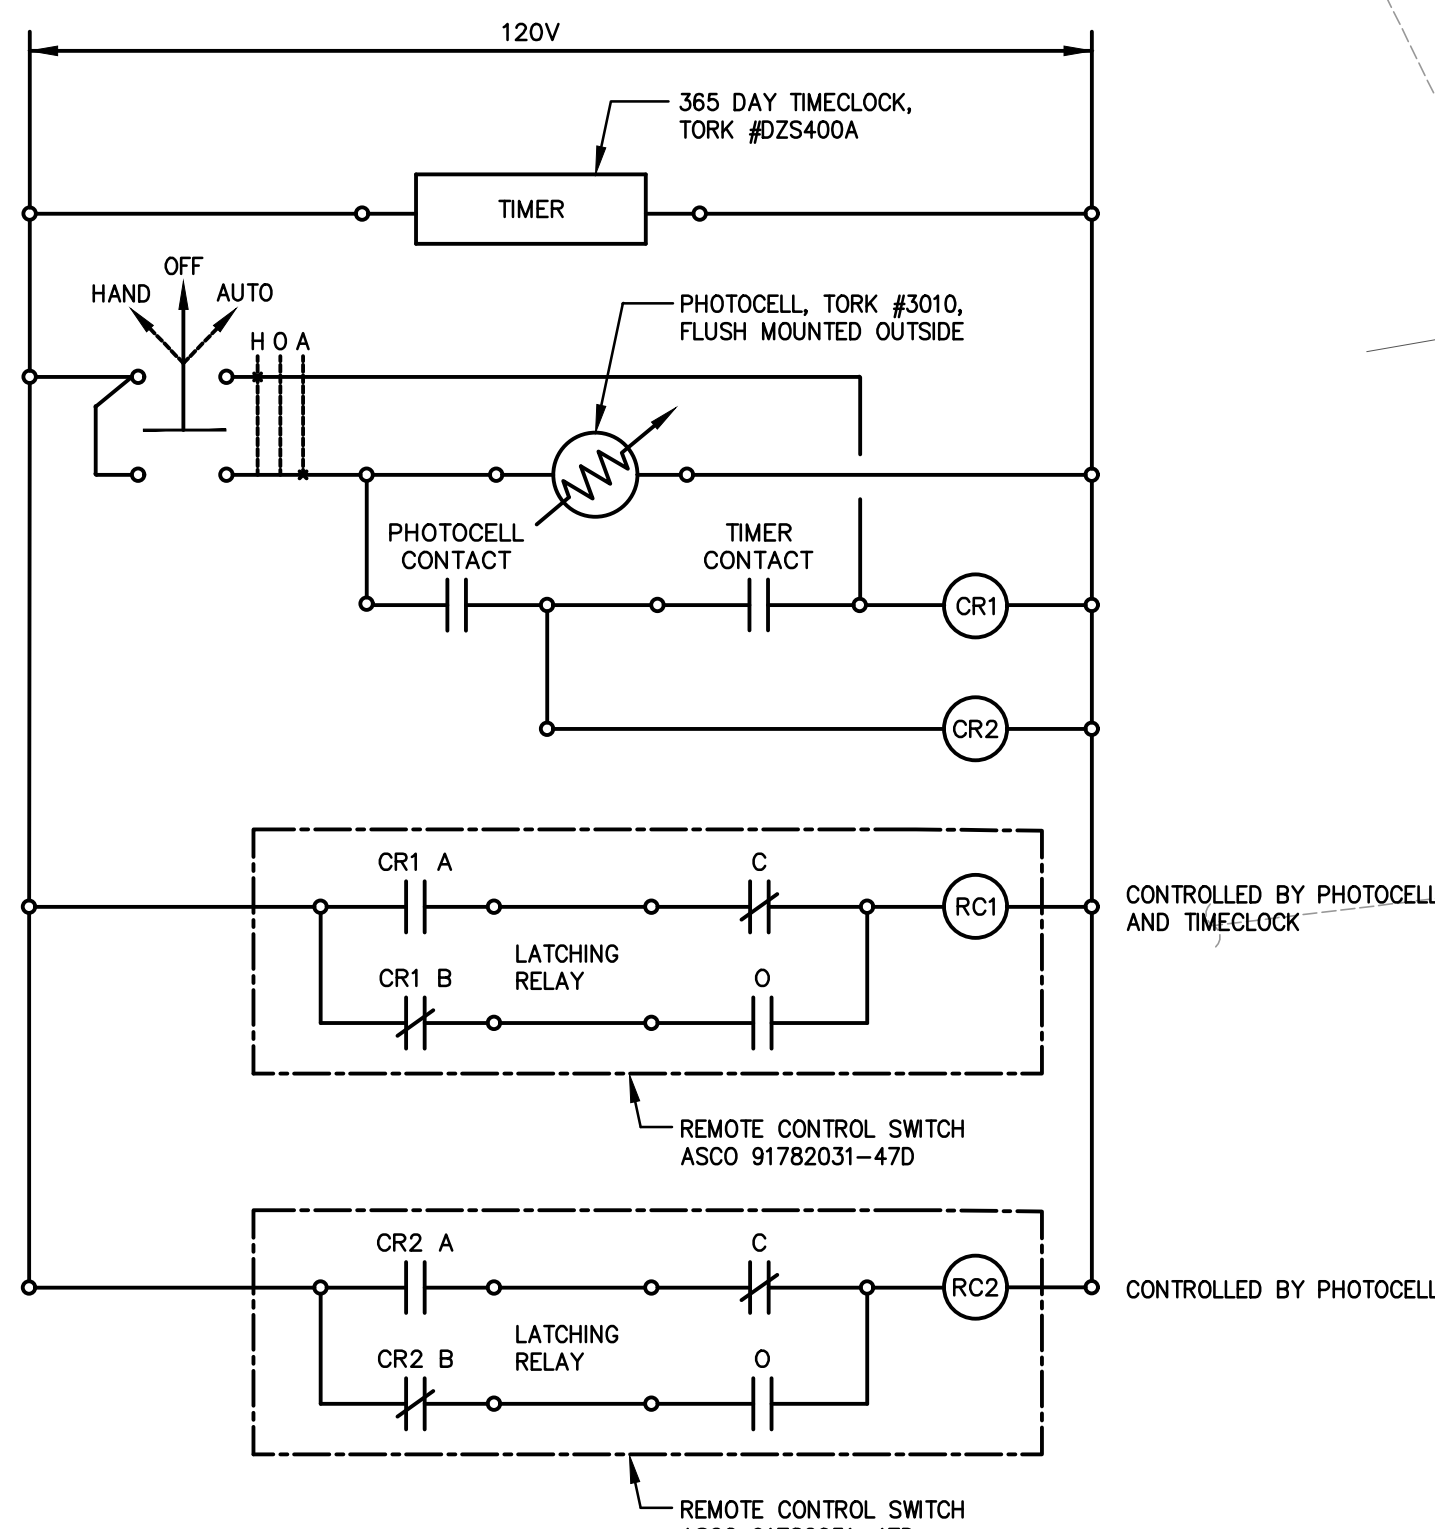 120V
365 DAY TIMECLOCK,
TORK #DZS400A
TIMER
OFF
HAND
AUTO
H O A
PHOTOCELL, TORK #3010,
FLUSH MOUNTED OUTSIDE
PHOTOCELL
CONTACT
TIMER
CONTACT
CR1
CR2
CR1 A
C
RC1
CONTROLLED BY PHOTOCELL
AND TIMECLOCK
LATCHING
RELAY
CR1 B
O
REMOTE CONTROL SWITCH
ASCO 91782031-47D
CR2 A
C
RC2
CONTROLLED BY PHOTOCELL
LATCHING
RELAY
CR2 B
O
REMOTE CONTROL SWITCH